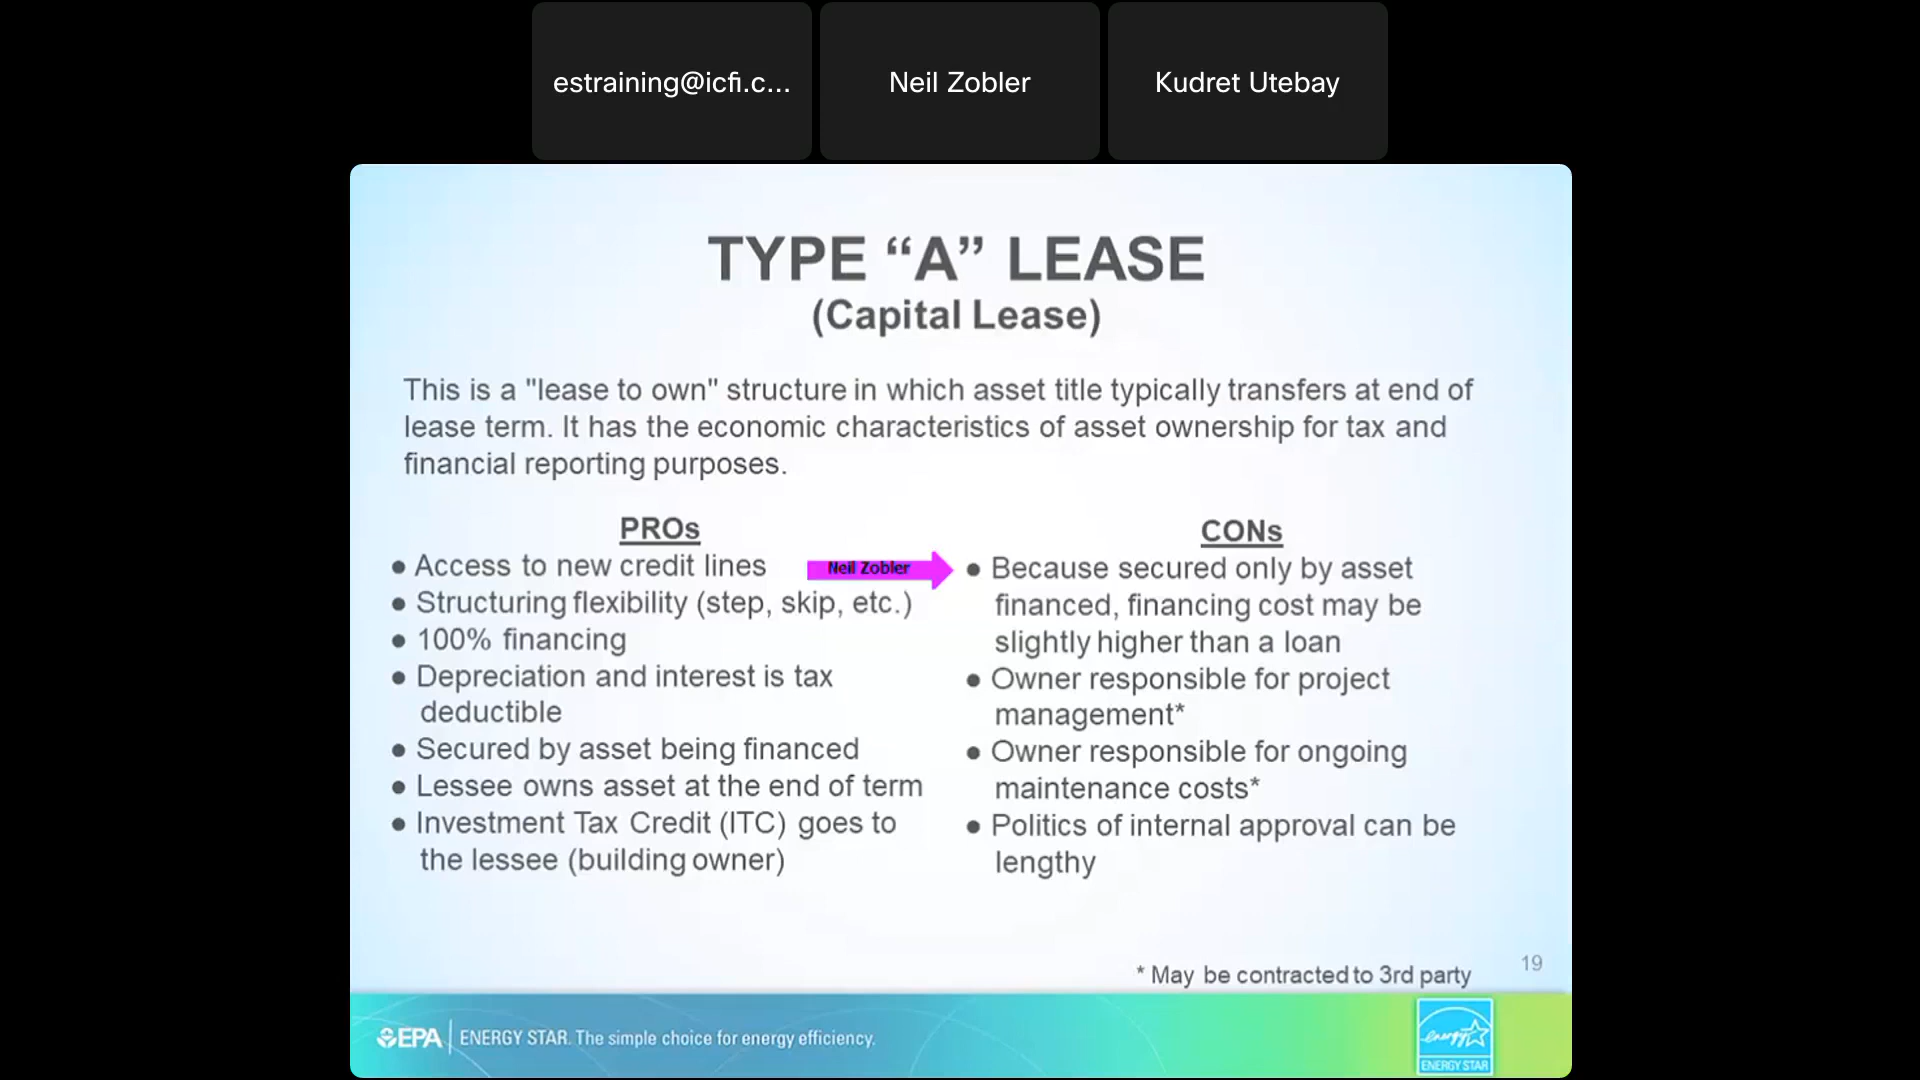 estraining@icfi.c...
Neil Zobler
Kudret Utebay
TYPE “A” LEASE
(Capital Lease)
This is a "lease to own" structure in which asset title typically transfers at end of
lease term. It has the economic characteristics of asset ownership for tax and
financial reporting purposes.
PROs
● Access to new credit lines
● Structuring flexibility (step, skip, etc.)
● 100% financing
● Depreciation and interest is tax
deductible
● Secured by asset being financed
● Lessee owns asset at the end of term
● Investment Tax Credit (ITC) goes to
the lessee (building owner)
Neil Zobler
CONs
● Because secured only by asset
financed, financing cost may be
slightly higher than a loan
● Owner responsible for project
management*
● Owner responsible for ongoing
maintenance costs*
● Politics of internal approval can be
lengthy
* May be contracted to 3rd party
19
EPA
ENERGY STAR. The simple choice for energy efficiency.
energy
ENERGY STAR